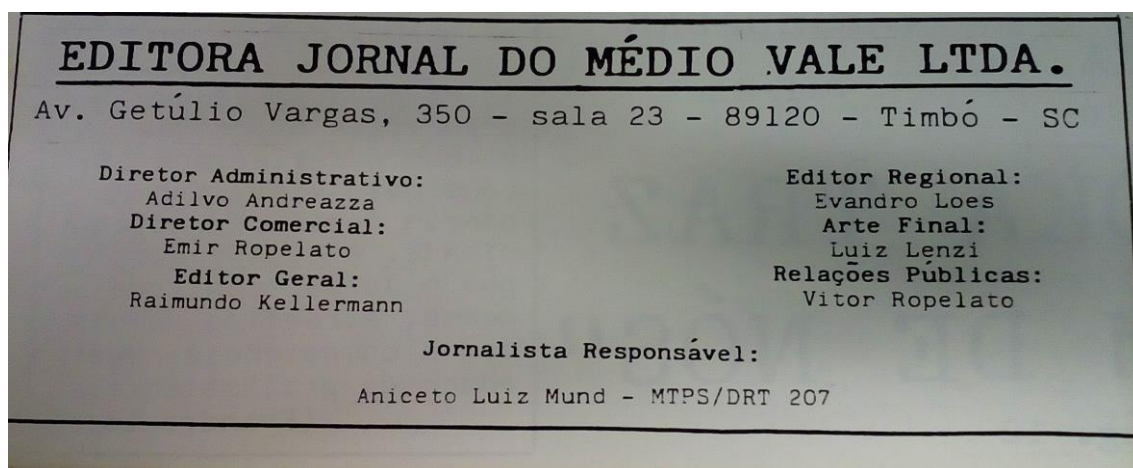 EDITORA JORNAL DO MÉDIO VALE LTDA.
Av. Getúlio Vargas, 350 - sala 23 - 89120 - Timbó - SC
Diretor Administrativo:
Adilvo Andreazza
Diretor Comercial:
Emir Ropelato
Editor Geral:
Raimundo Kellermann
Editor Regional:
Evandro Loes
Arte Final:
Luiz Lenzi
Relações Públicas:
Vitor Ropelato
Jornalista Responsável:
Aniceto Luiz Mund - MTPS/DRT 207